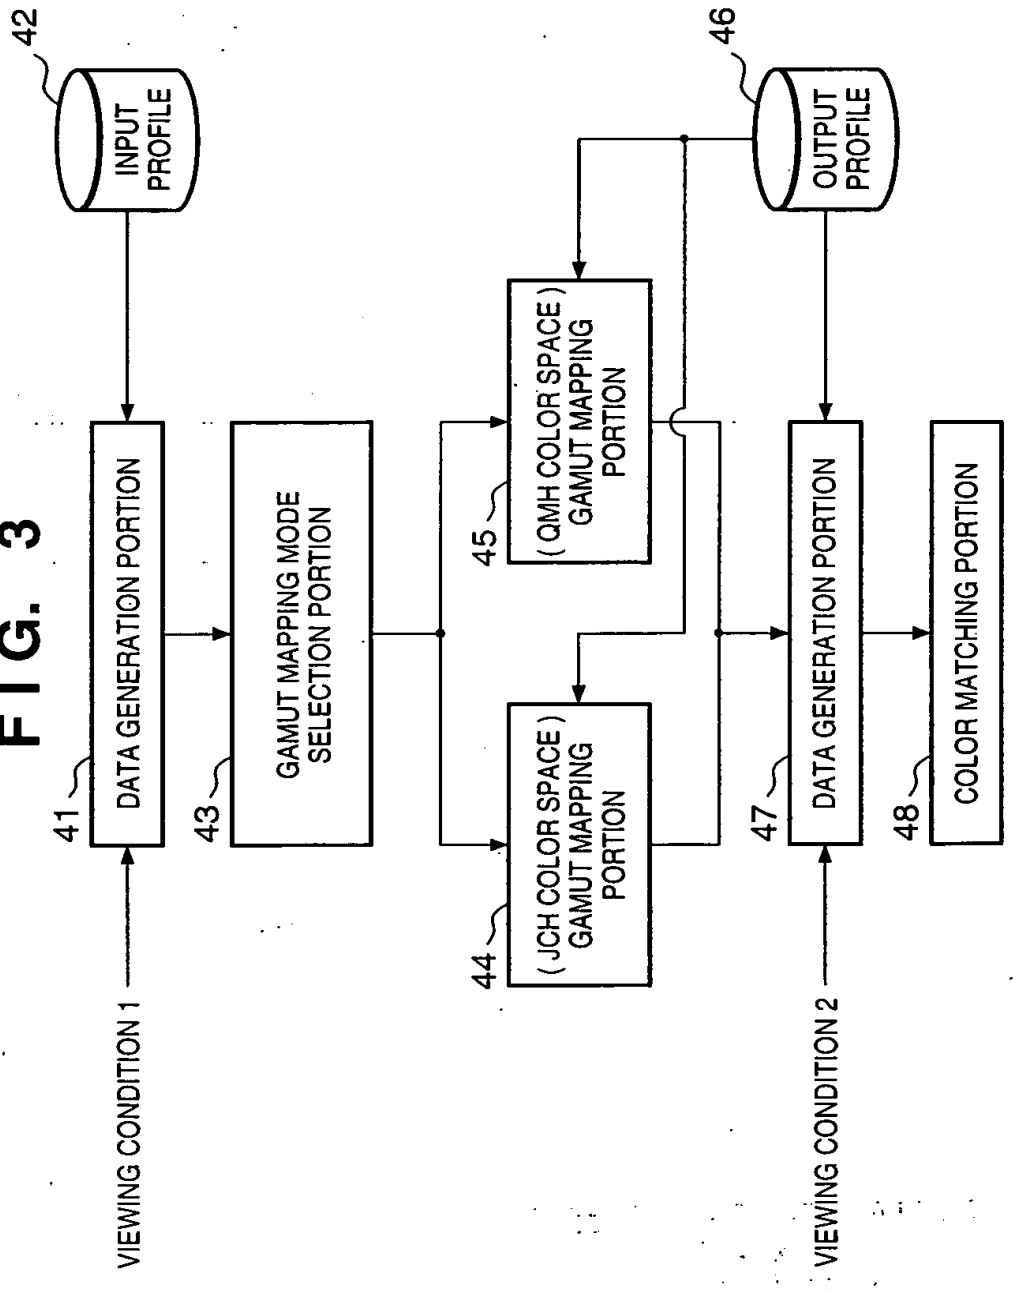 FIG. 3
VIEWING CONDITION 1
41
DATA GENERATION PORTION
42
INPUT
PROFILE
43
GAMUT MAPPING MODE
SELECTION PORTION
44
( JCH COLOR SPACE )
GAMUT MAPPING
PORTION
45
( QMH COLOR SPACE )
GAMUT MAPPING
PORTION
46
OUTPUT
PROFILE
VIEWING CONDITION 2
47
DATA GENERATION PORTION
48
COLOR MATCHING PORTION